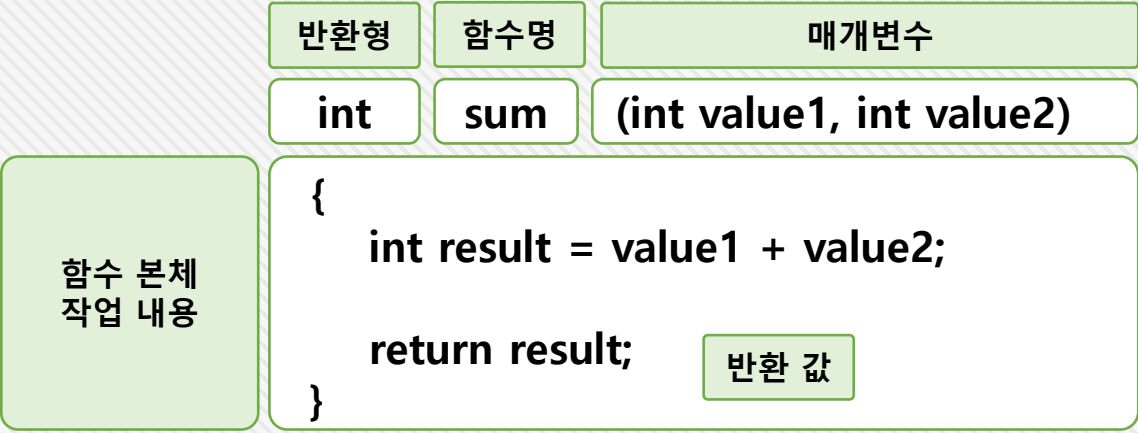 반환형 함수명 매개변수
int sum (int value1, int value2)
함수 본체
작업 내용
{
int result = value1 + value2;
return result;
반환 값
}